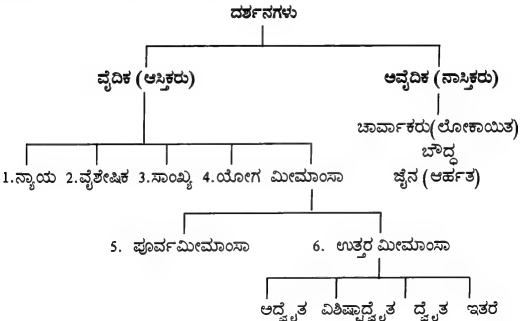 ದರ್ಶನಗಳು
ವೈದಿಕ (ಆಸ್ತಿಕರು) ಅವೈದಿಕ (ನಾಸ್ತಿಕರು)
ಚಾರ್ವಾಕರು(ಲೋಕಾಯಿತ)
ಬೌದ್ಧ
1.ನ್ಯಾಯ 2.ವೈಶೇಷಿಕ 3.ಸಾಂಖ್ಯ 4.ಯೋಗ ಮೀಮಾಂಸಾ ಜೈನ (ಆರ್ಹತ)
5. ಪೂರ್ವಮೀಮಾಂಸಾ 6. ಉತ್ತರ ಮೀಮಾಂಸಾ
ಅದ್ವೈತ ವಿಶಿಷ್ಟಾದ್ವೈತ ದ್ವೈತ ಇತರೆ